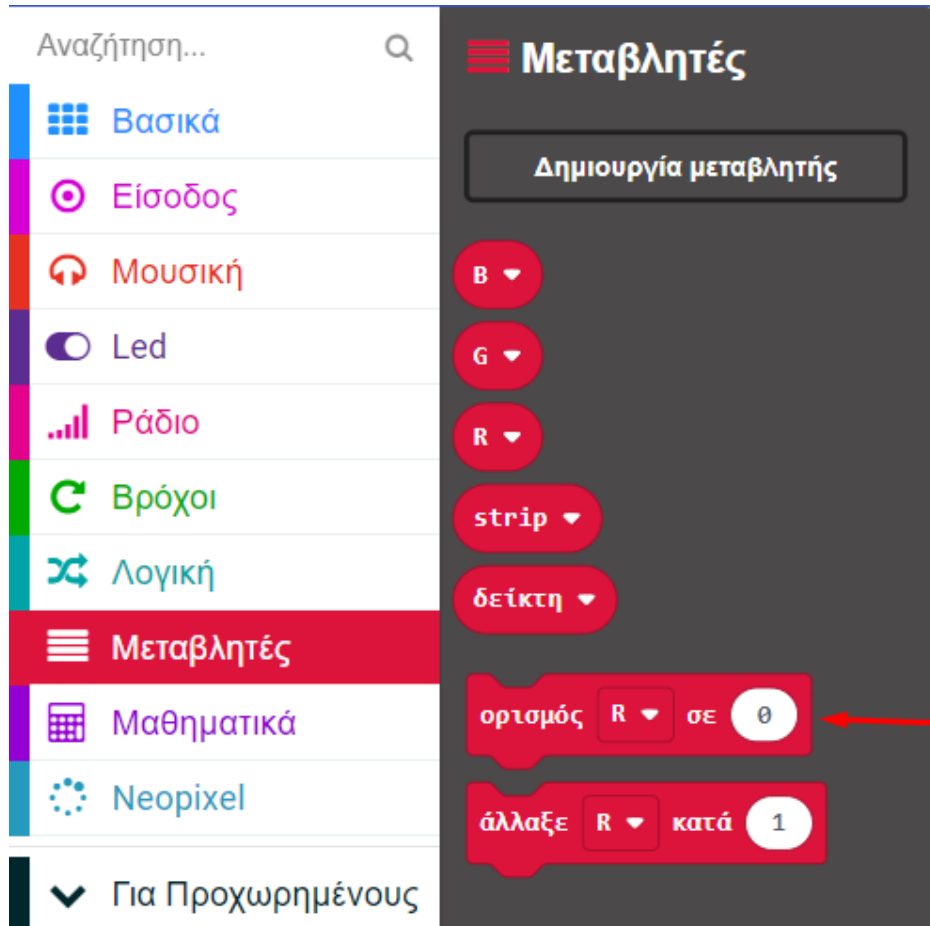 Αναζήτηση...
Βασικά
Είσοδος
Μουσική
Led
Ράδιο
Βρόχοι
Λογική
Μεταβλητές
Μαθηματικά
Neopixel
Για Προχωρημένους
Μεταβλητές
Δημιουργία μεταβλητής
B
G
R
strip
δείκτη
ορισμός R σε 0
άλλαξε R κατά 1